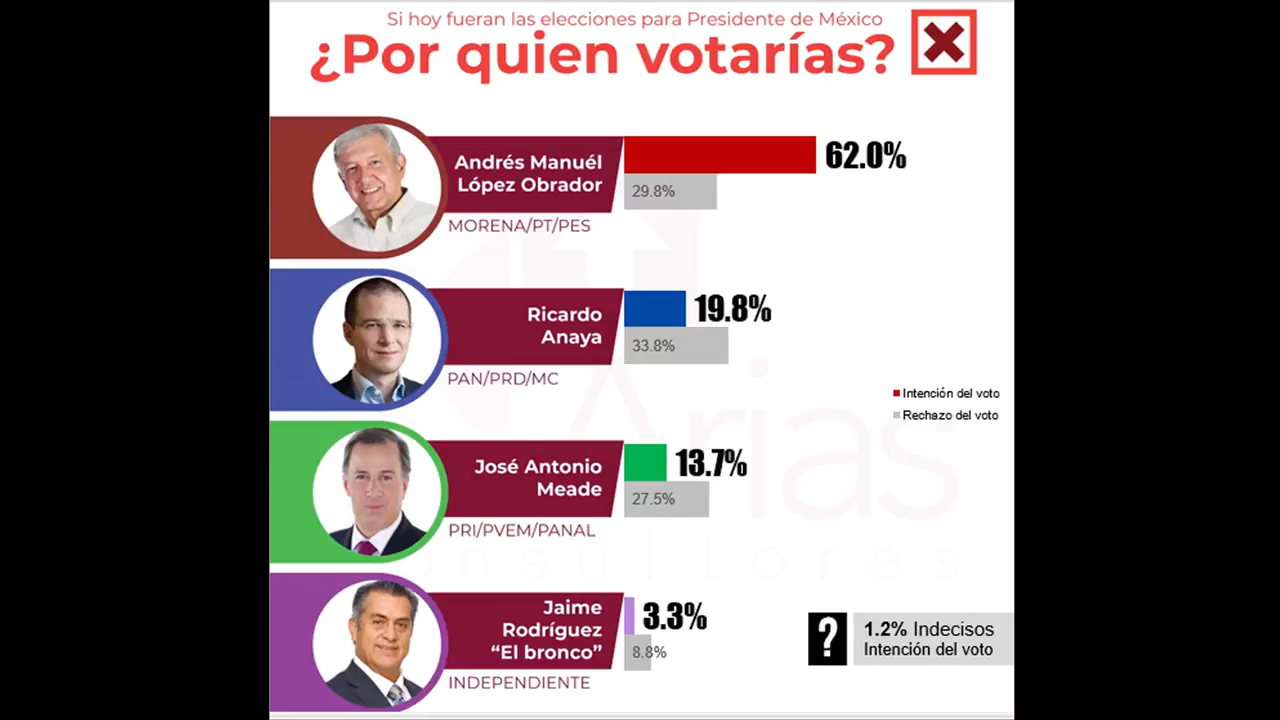 Si hoy fueran las elecciones para Presidente de México
¿Por quien votarías?
Andrés Manuél
López Obrador
MORENA/PT/PES
62.0%
29.8%
Ricardo
Anaya
PAN/PRD/MC
19.8%
33.8%
Intención del voto
Rechazo del voto
José Antonio
Meade
PRI/PVEM/PANAL
13.7%
27.5%
Arias
Consultores
Jaime
Rodríguez
“El bronco”
INDEPENDIENTE
3.3%
8.8%
?
1.2% Indecisos
Intención del voto